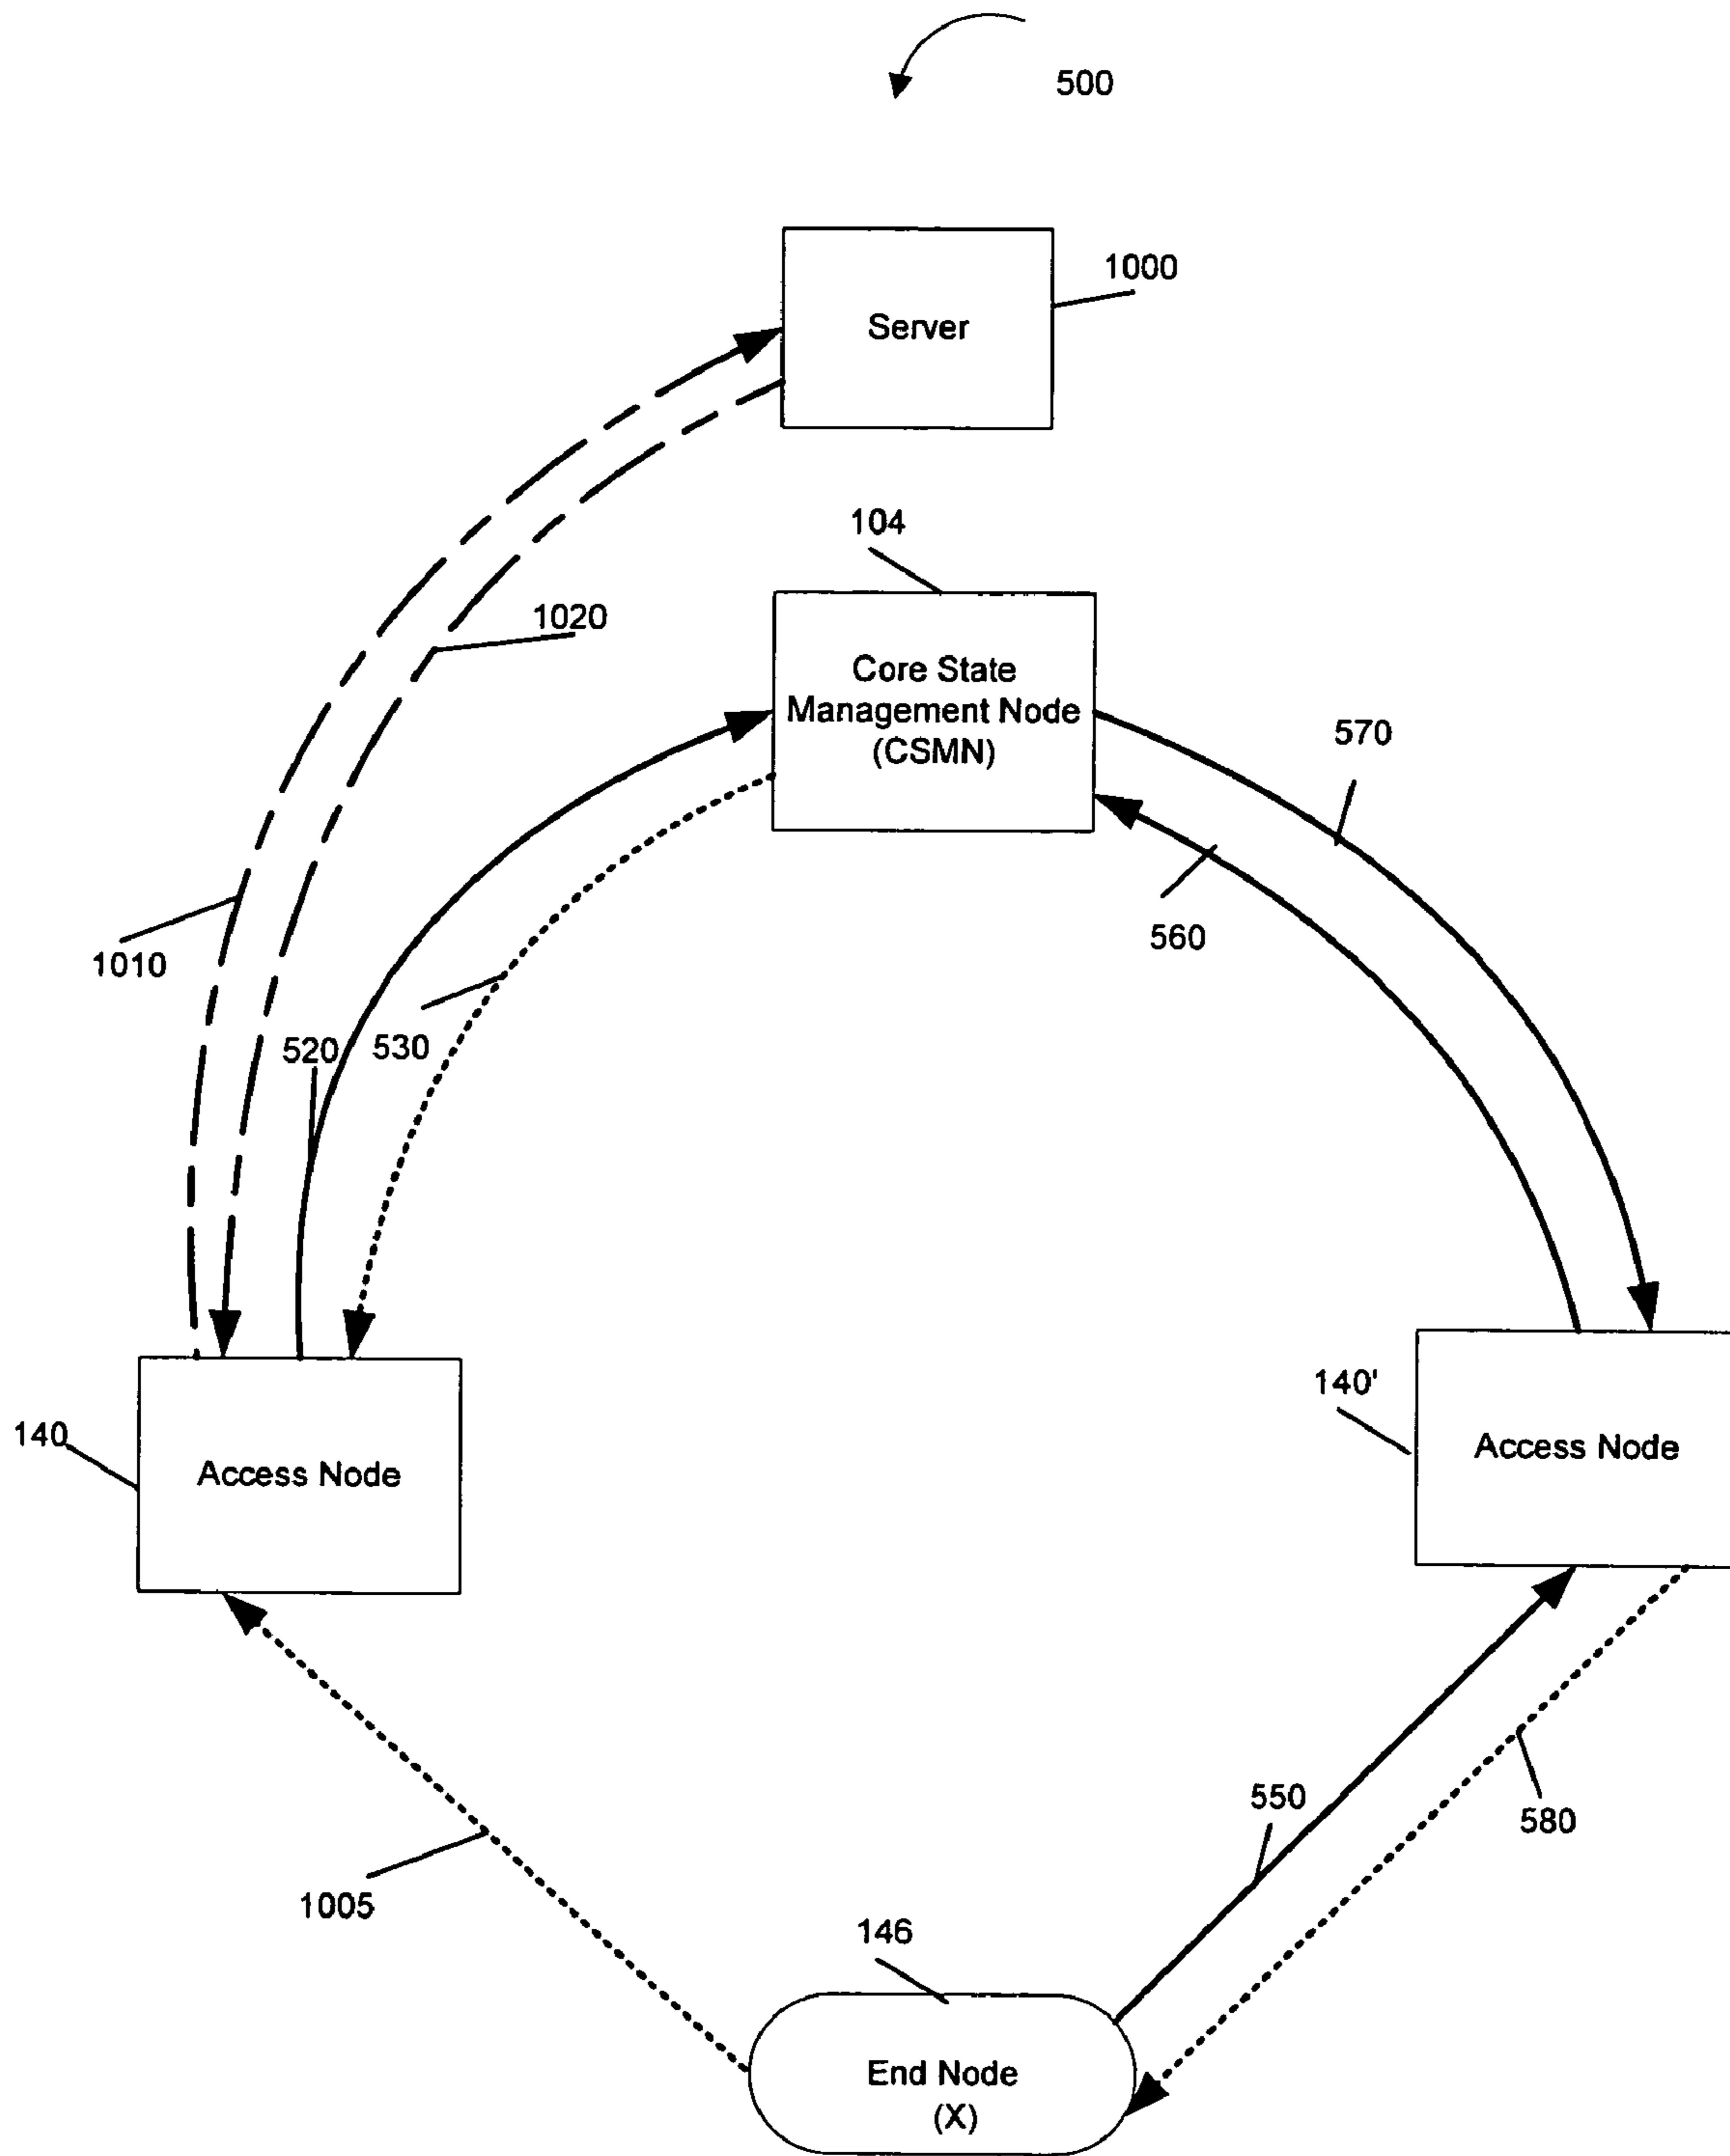 500
1000
Server
104
1020
Core State
Management Node
(CSMN)
570
560
1010
520
530
140'
140
Access Node
Access Node
550
580
1005
146
End Node
(X)